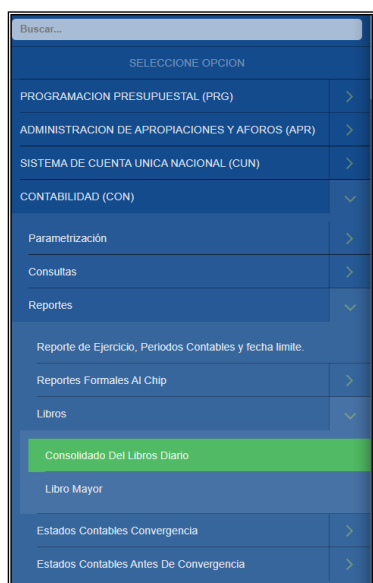 Buscar...
SELECCIONE OPCION
PROGRAMACION PRESUPUESTAL (PRG)
ADMINISTRACION DE APROPIACIONES Y AFOROS (APR)
SISTEMA DE CUENTA UNICA NACIONAL (CUN)
CONTABILIDAD (CON)
Parametrización
Consultas
Reportes
Reporte de Ejercicio, Periodos Contables y fecha limite.
Reportes Formales Al Chip
Libros
Consolidado Del Libros Diario
Libro Mayor
Estados Contables Convergencia
Estados Contables Antes De Convergencia